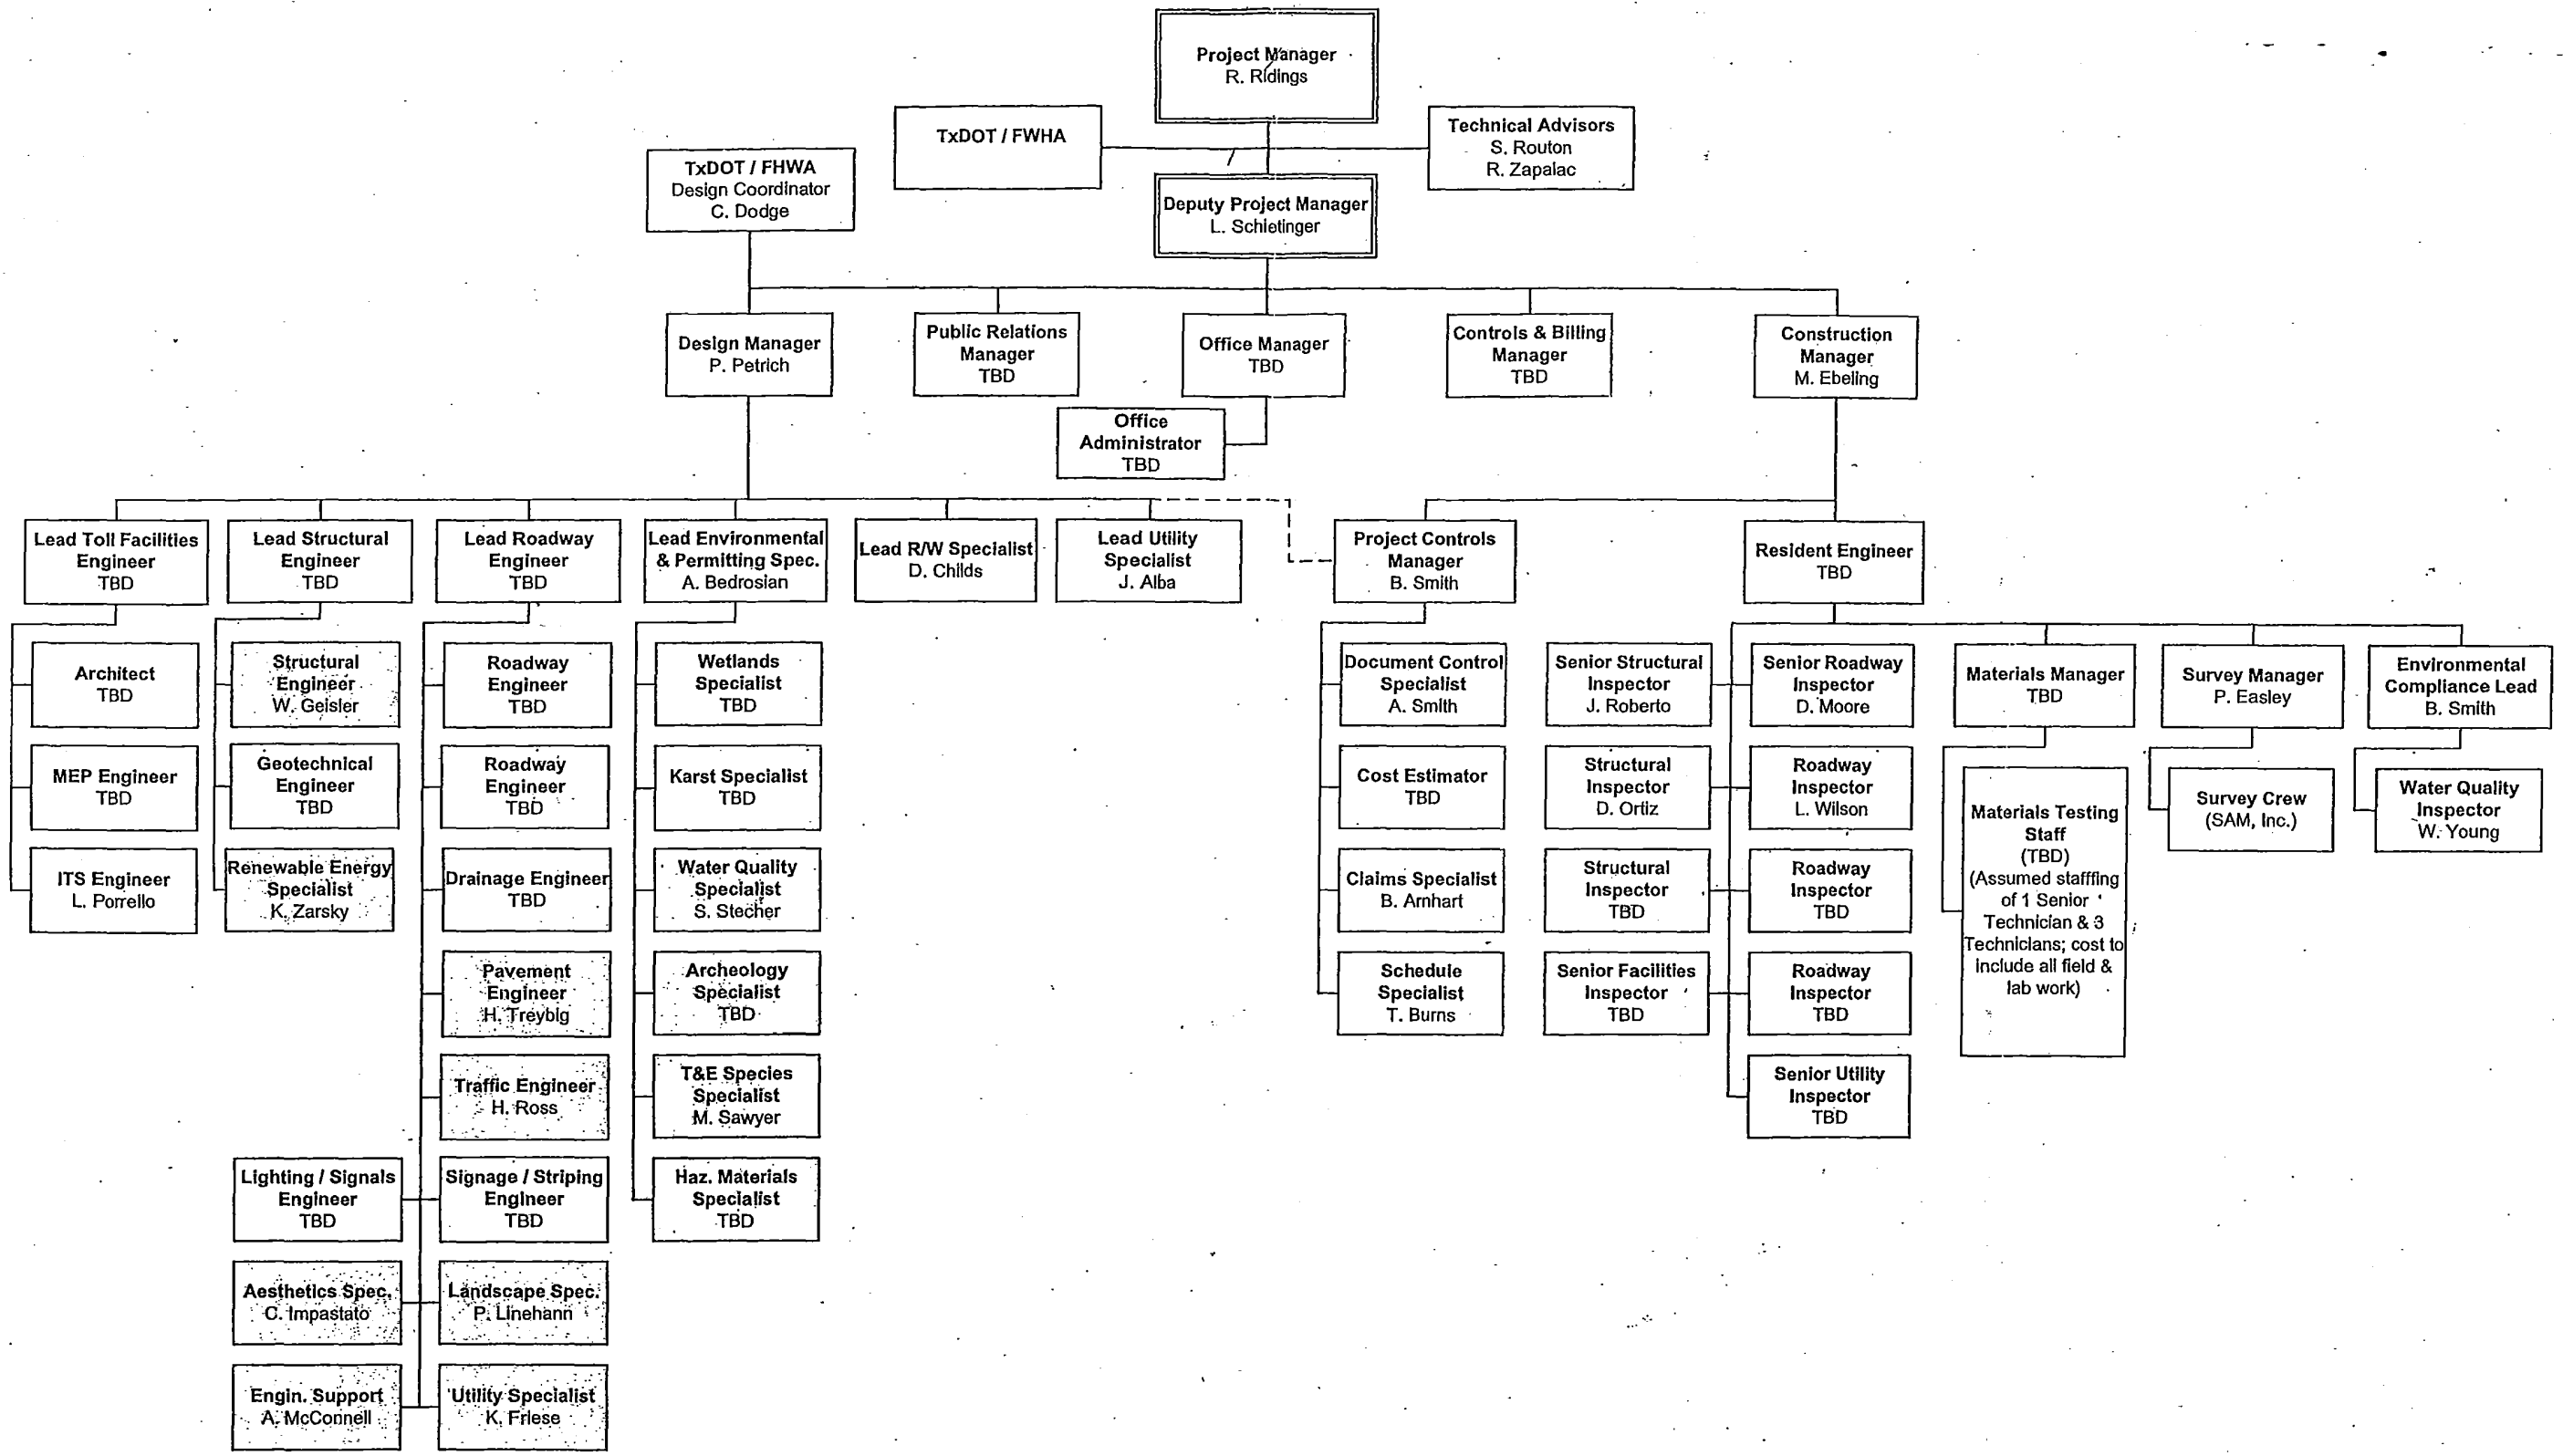 Project Manager
R. Ridings
TxDOT / FWHA
Technical Advisors
S. Routon
R. Zapalac
TxDOT / FHWA
Design Coordinator
C. Dodge
Deputy Project Manager
L. Schietinger
Design Manager
P. Petrich
Public Relations
Manager
TBD
Office Manager
TBD
Controls & Billing
Manager
TBD
Construction
Manager
M. Ebeling
Office
Administrator
TBD
Lead Toll Facilities
Engineer
TBD
Lead Structural
Engineer
TBD
Lead Roadway
Engineer
TBD
Lead Environmental
& Permitting Spec.
A. Bedrosian
Lead R/W Specialist
D. Childs
Lead Utility
Specialist
J. Alba
Project Controls
Manager
B. Smith
Resident Engineer
TBD
Architect
TBD
MEP Engineer
TBD
ITS Engineer
L. Porrello
Structural
Engineer
W. Geisler
Geotechnical
Engineer
TBD
Renewable Energy
Specialist
K. Zarsky
Roadway
Engineer
TBD
Roadway
Engineer
TBD
Drainage Engineer
TBD
Pavement
Engineer
H. Treybig
Traffic Engineer
H. Ross
Lighting / Signals
Engineer
TBD
Signage / Striping
Engineer
TBD
Aesthetics Spec.
C. Impastato
Landscape Spec.
P. Linehann
Engin. Support
A. McConnell
Utility Specialist
K. Friese
Wetlands
Specialist
TBD
Karst Specialist
TBD
Water Quality
Specialist
S. Stecher
Archeology
Specialist
TBD
T&E Species
Specialist
M. Sawyer
Haz. Materials
Specialist
TBD
Document Control
Specialist
A. Smith
Cost Estimator
TBD
Claims Specialist
B. Arnhart
Schedule
Specialist
T. Burns
Senior Structural
Inspector
J. Roberto
Structural
Inspector
D. Ortiz
Structural
Inspector
TBD
Senior Facilities
Inspector
TBD
Senior Roadway
Inspector
D. Moore
Roadway
Inspector
L. Wilson
Roadway
Inspector
TBD
Roadway
Inspector
TBD
Senior Utility
Inspector
TBD
Materials Manager
TBD
Materials Testing
Staff
(TBD)
(Assumed staffflng
of 1 Senior
Technician & 3
Technicians; cost to
include all field &
lab work)
Survey Manager
P. Easley
Survey Crew
(SAM, Inc.)
Environmental
Compliance Lead
B. Smith
Water Quality
Inspector
W. Young